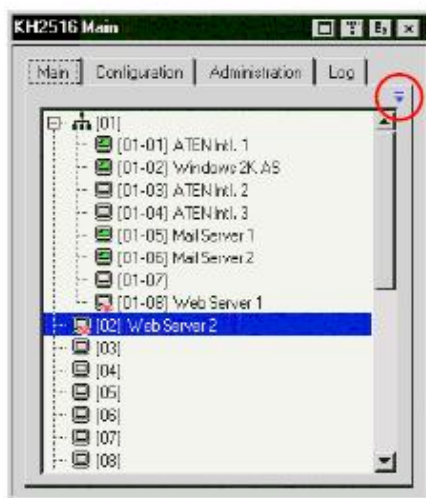 KH2516 Main
Main Configuration Administration Log
[01]
[01-01] ATEN Intl. 1
[01-02] Windows 2K AS
[01-03] ATEN Intl. 2
[01-04] ATEN Intl. 3
[01-05] Mail Server 1
[01-06] Mail Server 2
[01-07]
[01-08] Web Server 1
[02] Web Server 2
[03]
[04]
[05]
[06]
[07]
[08]